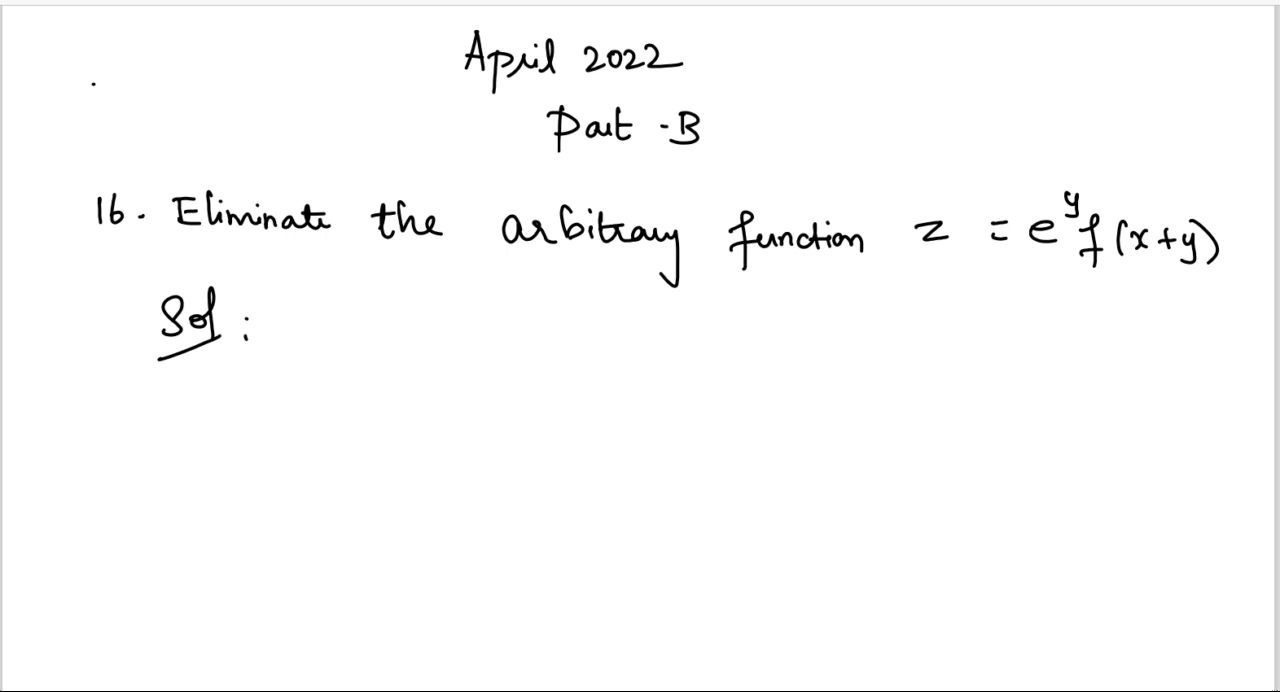 April 2022
Part -B
16. Eliminate the arbitrary function z = e^y f(x+y)
Sol: